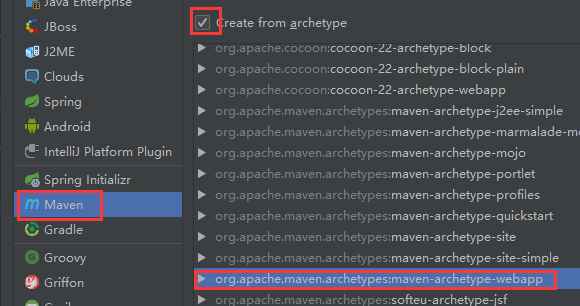 Java Enterprise
JBoss
J2ME
Clouds
Spring
Android
IntelliJ Platform Plugin
Spring Initializr
Maven
Gradle
Groovy
Griffon
Create from archetype
org.apache.cocoon:cocoon-22-archetype-block
org.apache.cocoon:cocoon-22-archetype-block-plain
org.apache.cocoon:cocoon-22-archetype-webapp
org.apache.maven.archetypes:maven-archetype-j2ee-simple
org.apache.maven.archetypes:maven-archetype-marmalade-mo
org.apache.maven.archetypes:maven-archetype-mojo
org.apache.maven.archetypes:maven-archetype-portlet
org.apache.maven.archetypes:maven-archetype-profiles
org.apache.maven.archetypes:maven-archetype-quickstart
org.apache.maven.archetypes:maven-archetype-site
org.apache.maven.archetypes:maven-archetype-site-simple
org.apache.maven.archetypes:maven-archetype-webapp
org.apache.maven.archetypes:softeu-archetype-jsf